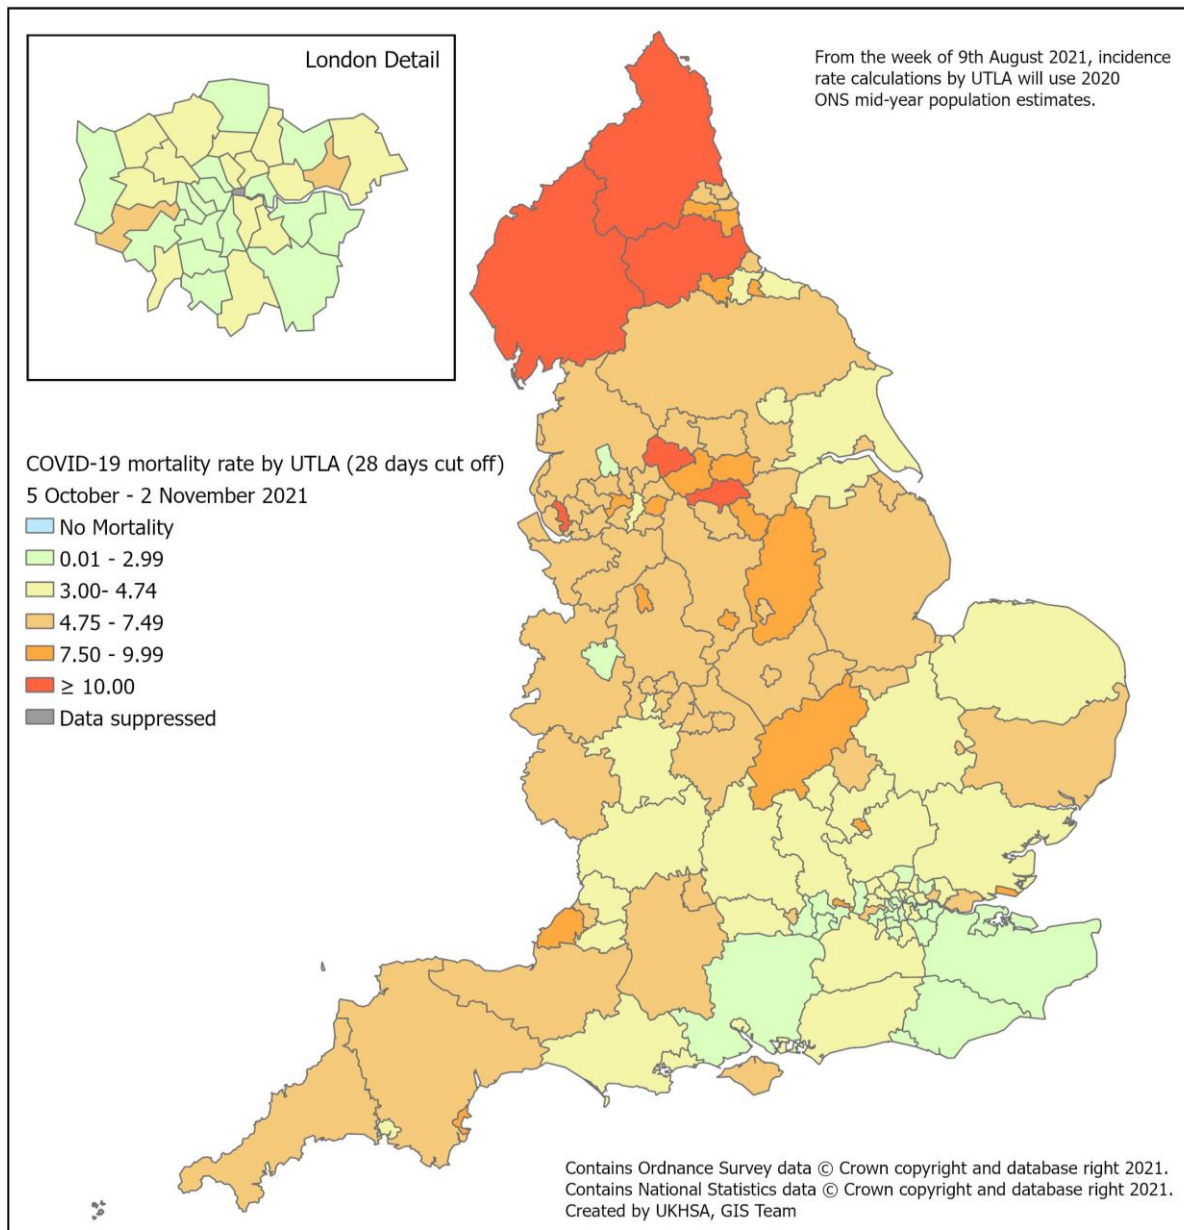 London Detail
From the week of 9th August 2021, incidence
rate calculations by UTLA will use 2020
ONS mid-year population estimates.
COVID-19 mortality rate by UTLA (28 days cut off)
5 October - 2 November 2021
No Mortality
0.01 - 2.99
3.00- 4.74
4.75 - 7.49
7.50 - 9.99
≥ 10.00
Data suppressed
Contains Ordnance Survey data © Crown copyright and database right 2021.
Contains National Statistics data © Crown copyright and database right 2021.
Created by UKHSA, GIS Team